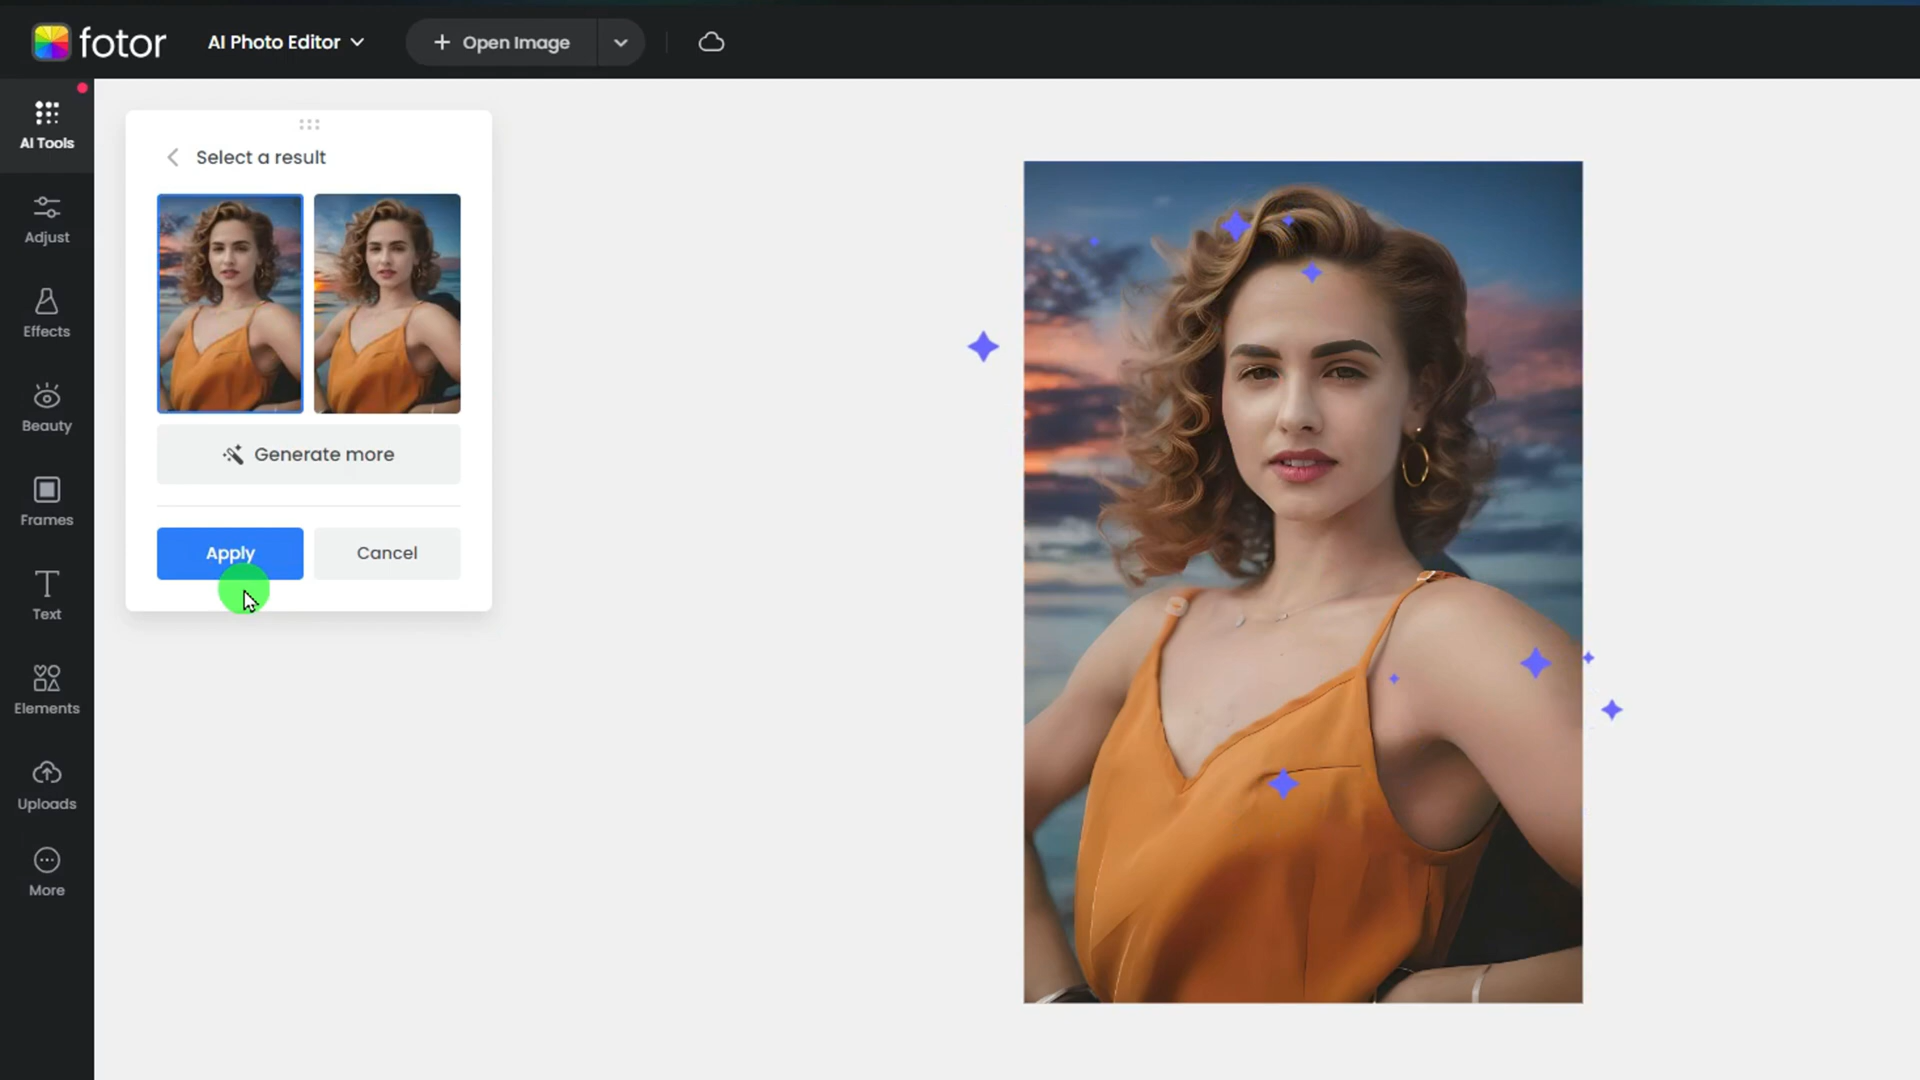 fotor
AI Photo Editor
+ Open Image
AI Tools
Adjust
Effects
Beauty
Frames
Text
Elements
Uploads
More
Select a result
Generate more
Apply
Cancel